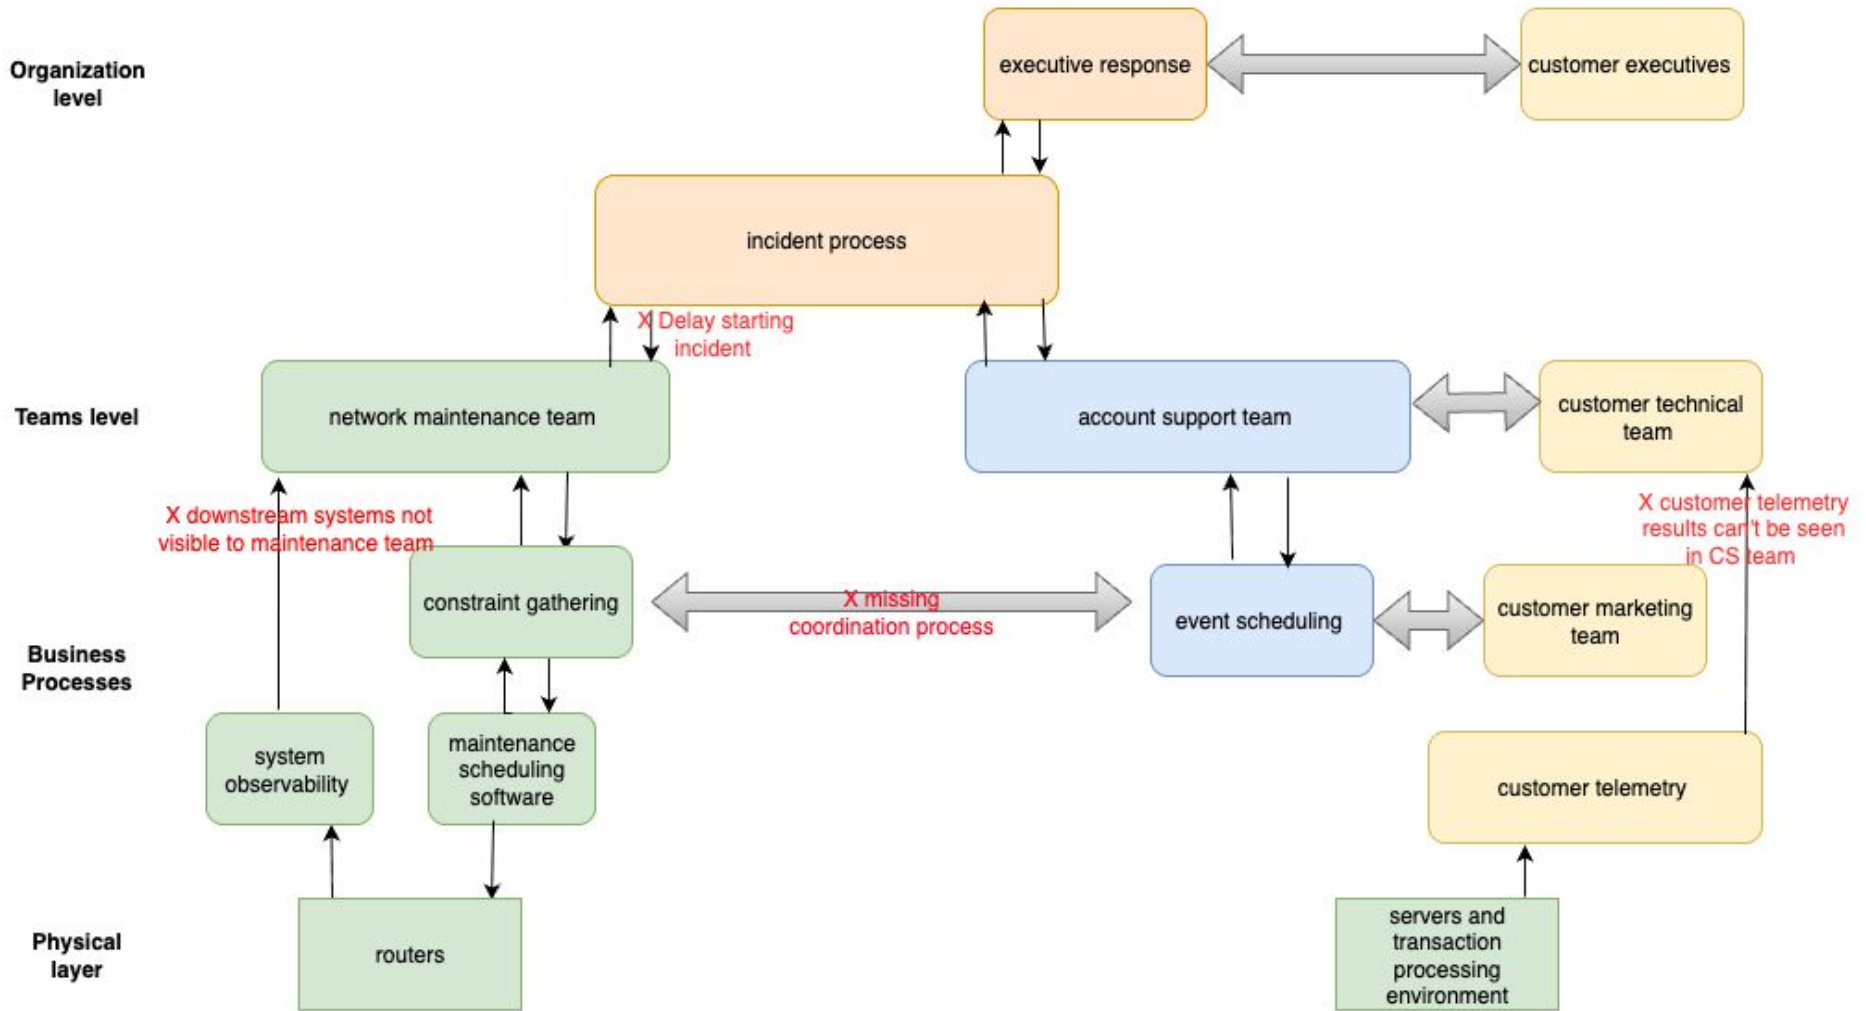 Organization
level
executive response
customer executives
incident process
X Delay starting
incident
Teams level
network maintenance team
account support team
customer technical
team
X downstream systems not
visible to maintenance team
X customer telemetry
results can't be seen
in CS team
constraint gathering
X missing
coordination process
event scheduling
customer marketing
team
Business
Processes
system
observability
maintenance
scheduling
software
customer telemetry
Physical
layer
routers
servers and
transaction
processing
environment